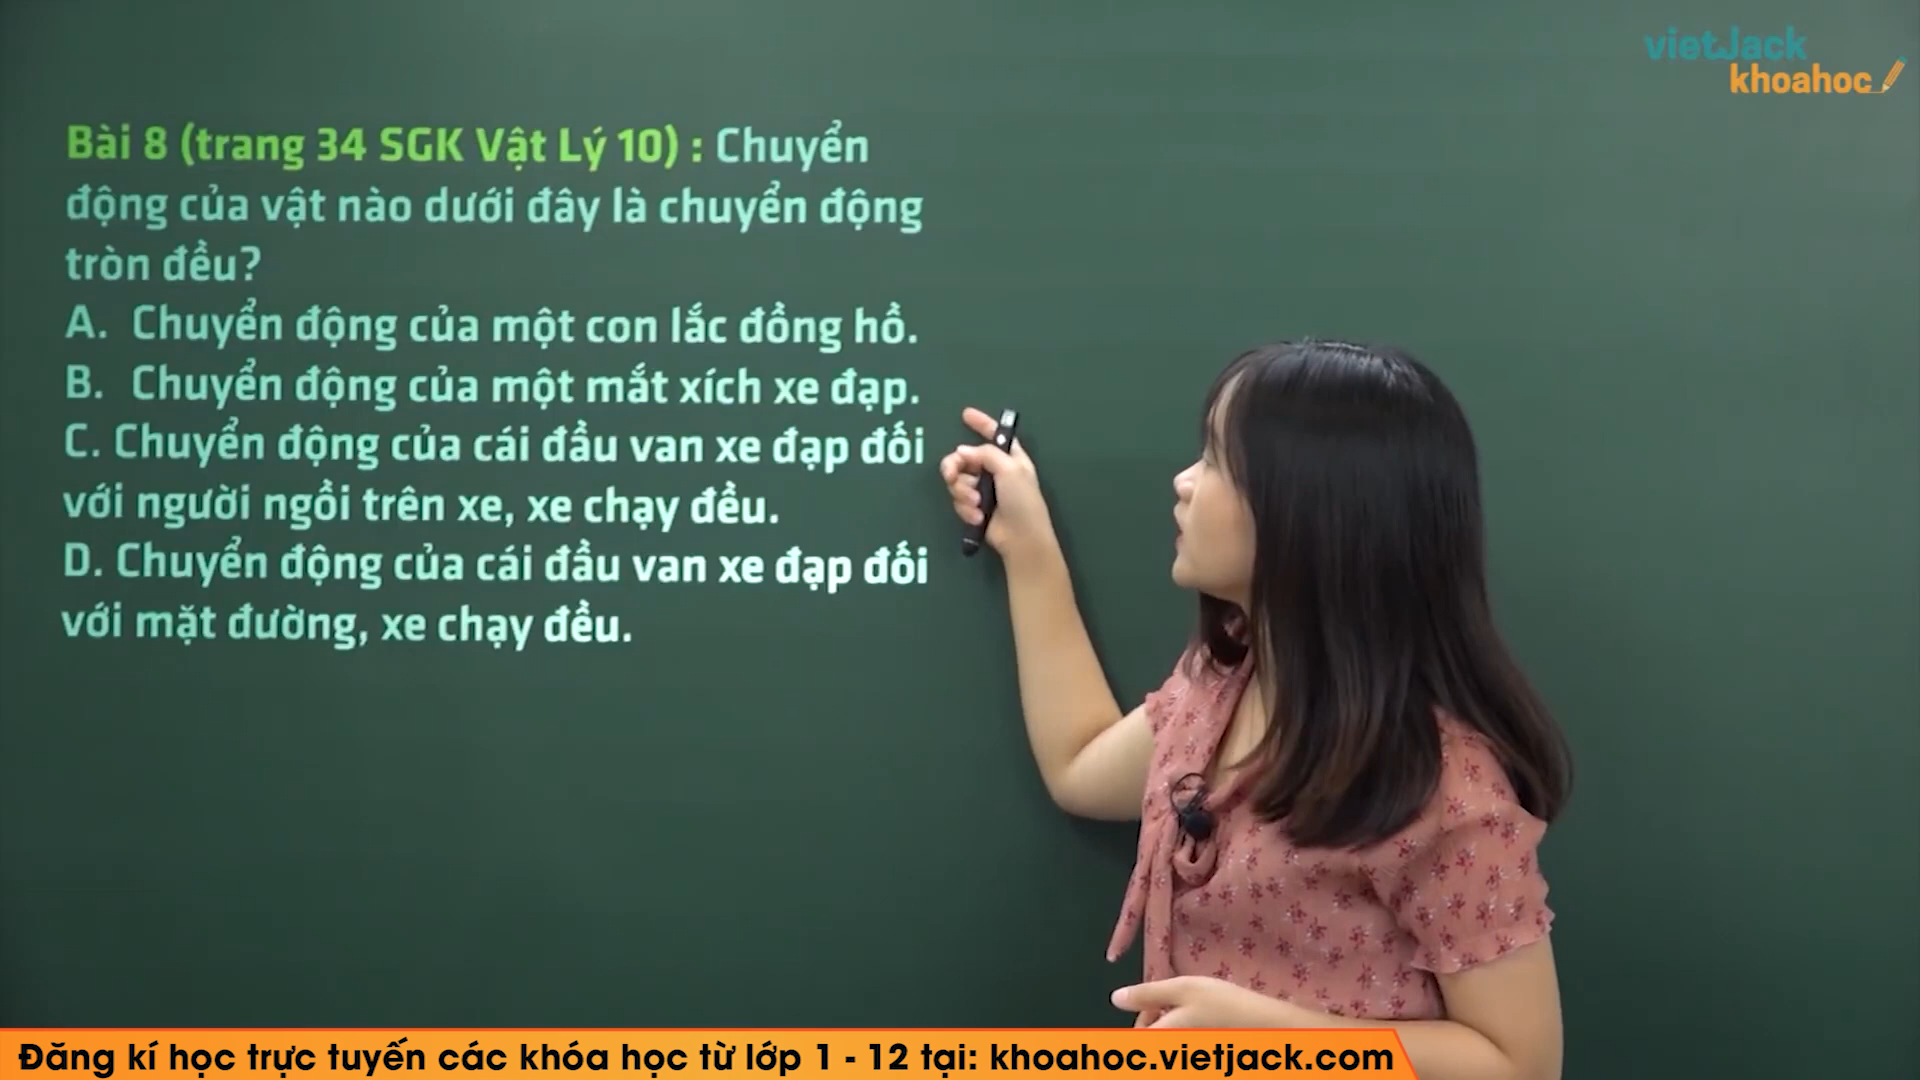 vietJack
khoahoc
Bài 8 (trang 34 SGK Vật Lý 10) : Chuyển
động của vật nào dưới đây là chuyển động
tròn đều?
A. Chuyển động của một con lắc đồng hồ.
B. Chuyển động của một mắt xích xe đạp.
C. Chuyển động của cái đầu van xe đạp đối
với người ngồi trên xe, xe chạy đều.
D. Chuyển động của cái đầu van xe đạp đối
với mặt đường, xe chạy đều.
Đăng kí học trực tuyến các khóa học từ lớp 1 - 12 tại: khoahoc.vietjack.com